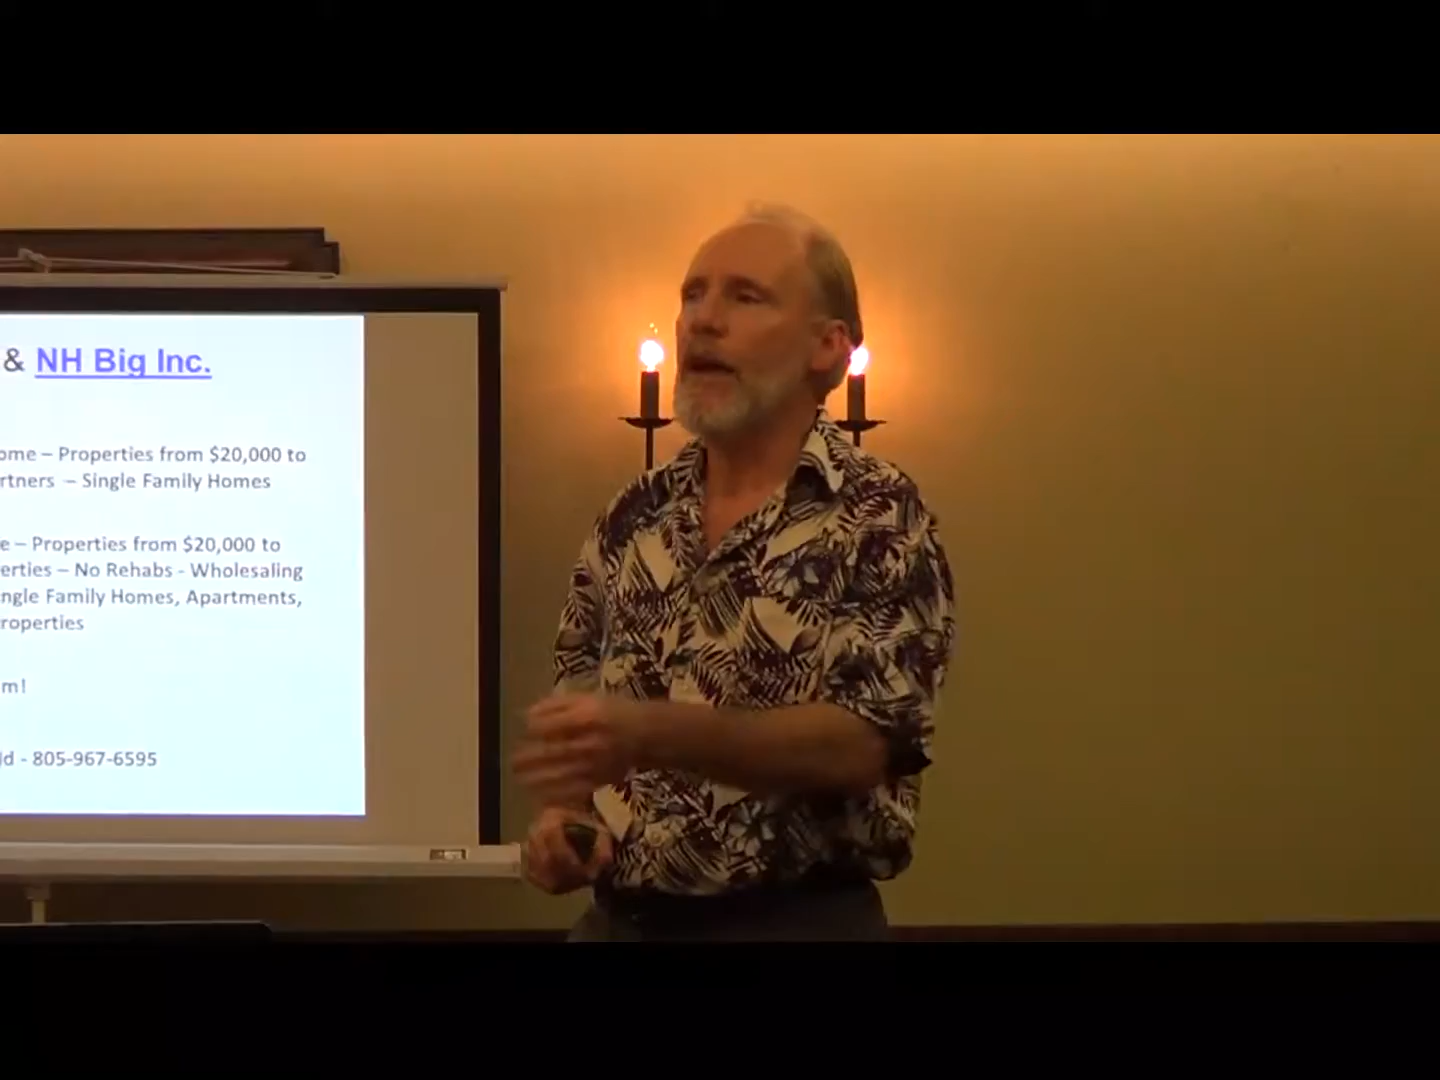 & NH Big Inc.
ome – Properties from $20,000 to
rtners – Single Family Homes
e – Properties from $20,000 to
erties – No Rehabs - Wholesaling
ngle Family Homes, Apartments,
roperties
m!
ld - 805-967-6595